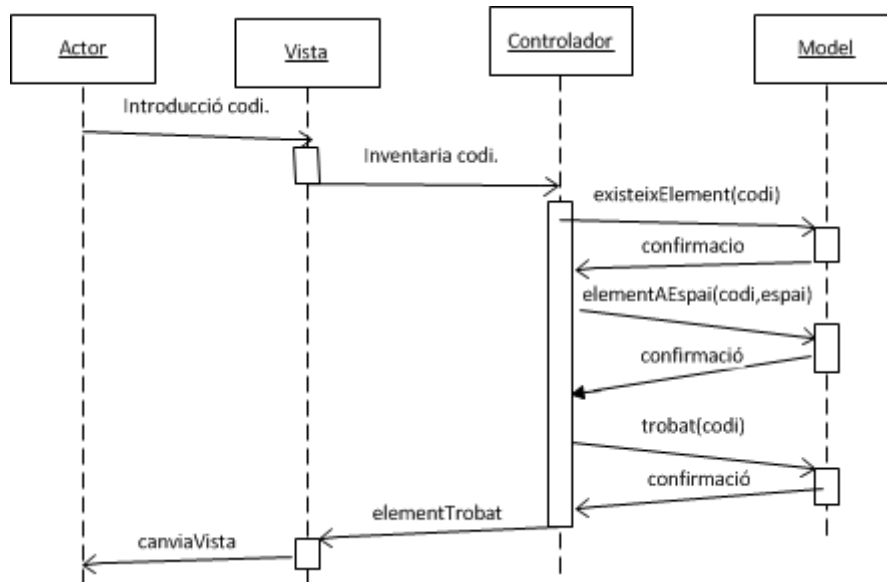 Actor
Vista
Controlador
Model
Introducció codi.
Inventaria codi.
existeixElement(codi)
confirmacio
elementAEspai(codi,espai)
confirmació
trobat(codi)
confirmació
elementTrobat
canviaVista